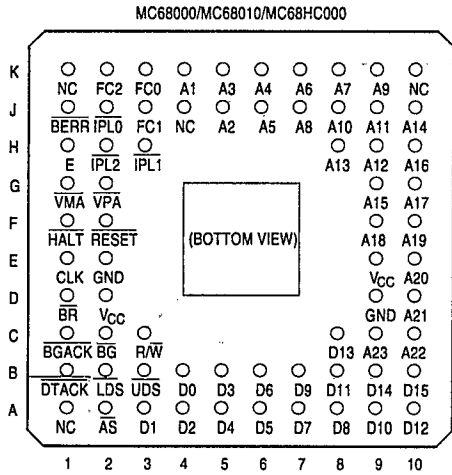 MC68000/MC68010/MC68HC000
K
NC FC2 FC0 A1 A3 A4 A6 A7 A9 NC
J
BERR IPL0 FC1 NC A2 A5 A8 A10 A11 A14
H
E IPL2 IPL1 A13 A12 A16
G
VMA VPA A15 A17
F
HALT RESET (BOTTOM VIEW) A18 A19
E
CLK GND VCC A20
D
BR VCC GND A21
C
BGACK BG R/W D13 A23 A22
B
DTACK LDS UDS D0 D3 D6 D9 D11 D14 D15
A
NC AS D1 D2 D4 D5 D7 D8 D10 D12
1 2 3 4 5 6 7 8 9 10